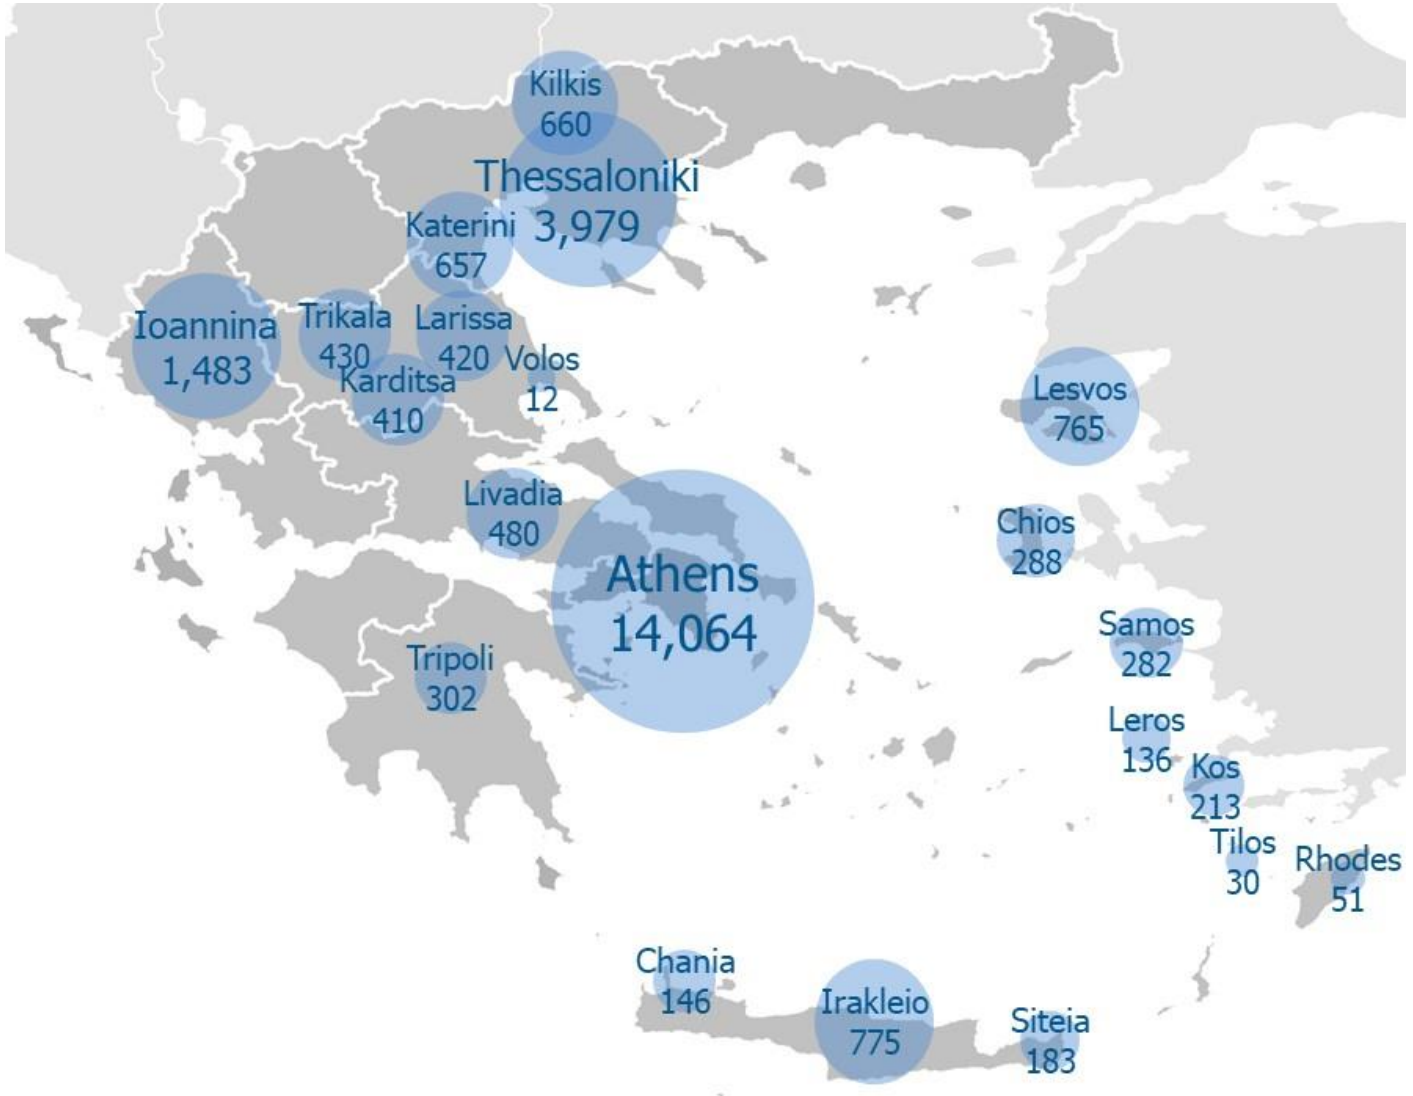 Kilkis
660
Thessaloniki
3,979
Katerini
657
Ioannina
1,483
Trikala
430
Larissa
420
Volos
12
Karditsa
410
Lesvos
765
Livadia
480
Chios
288
Athens
14,064
Samos
282
Tripoli
302
Leros
136
Kos
213
Tilos
30
Rhodes
51
Chania
146
Irakleio
775
Siteia
183